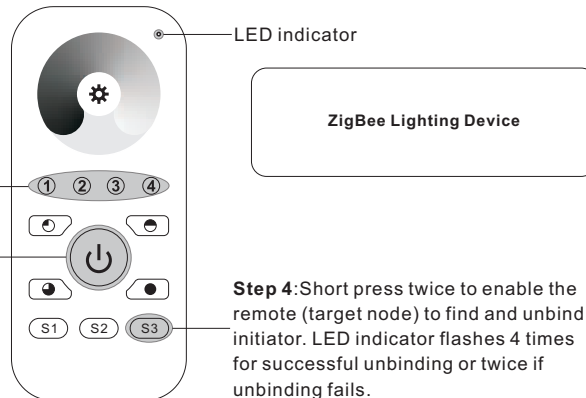 LED indicator
ZigBee Lighting Device
1 2 3 4
Step 4:Short press twice to enable the
remote (target node) to find and unbind
initiator. LED indicator flashes 4 times
for successful unbinding or twice if
unbinding fails.
S1 S2 S3